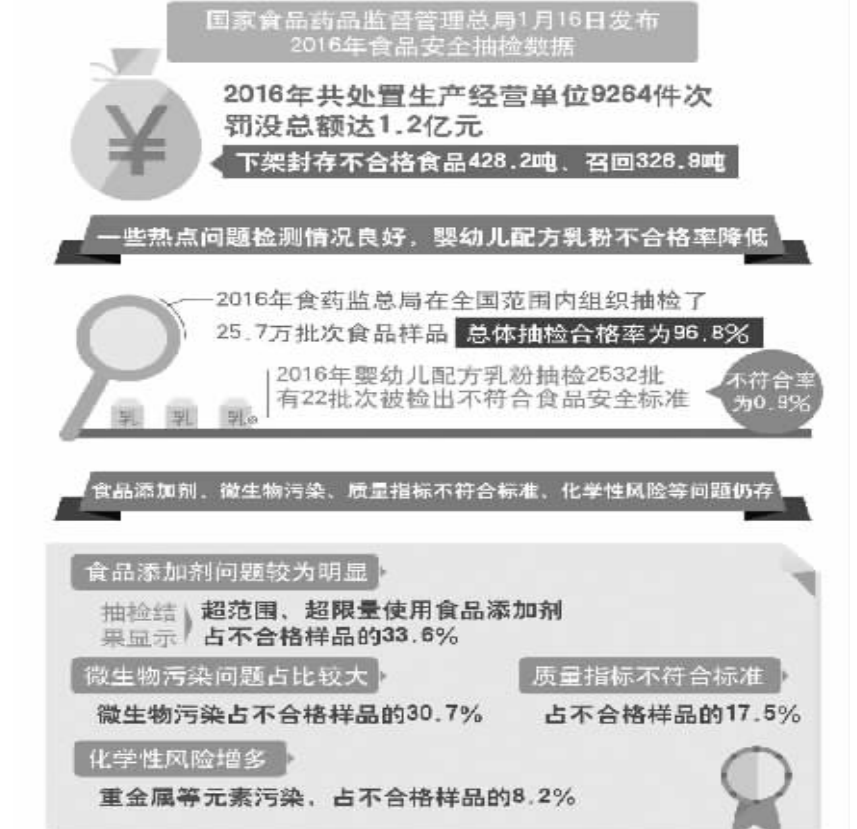 国家食品药品监督管理总局1月16日发布
2016年食品安全抽检数据
¥
2016年共处置生产经营单位9264件次
罚没总额达1.2亿元
下架封存不合格食品428.2吨、召回326.9吨
一些热点问题检测情况良好，婴幼儿配方乳粉不合格率降低
2016年食药监总局在全国范围内组织抽检了
25.7万批次食品样品 总体抽检合格率为96.8%
2016年婴幼儿配方乳粉抽检2532批
有22批次被检出不符合食品安全标准
不符合率
为0.9%
乳 乳 乳
食品添加剂、微生物污染、质量指标不符合标准、化学性风险等问题仍存
食品添加剂问题较为明显
抽检结
果显示
超范围、超限量使用食品添加剂
占不合格样品的33.6%
微生物污染问题占比较大
微生物污染占不合格样品的30.7%
质量指标不符合标准
占不合格样品的17.5%
化学性风险增多
重金属等元素污染，占不合格样品的8.2%